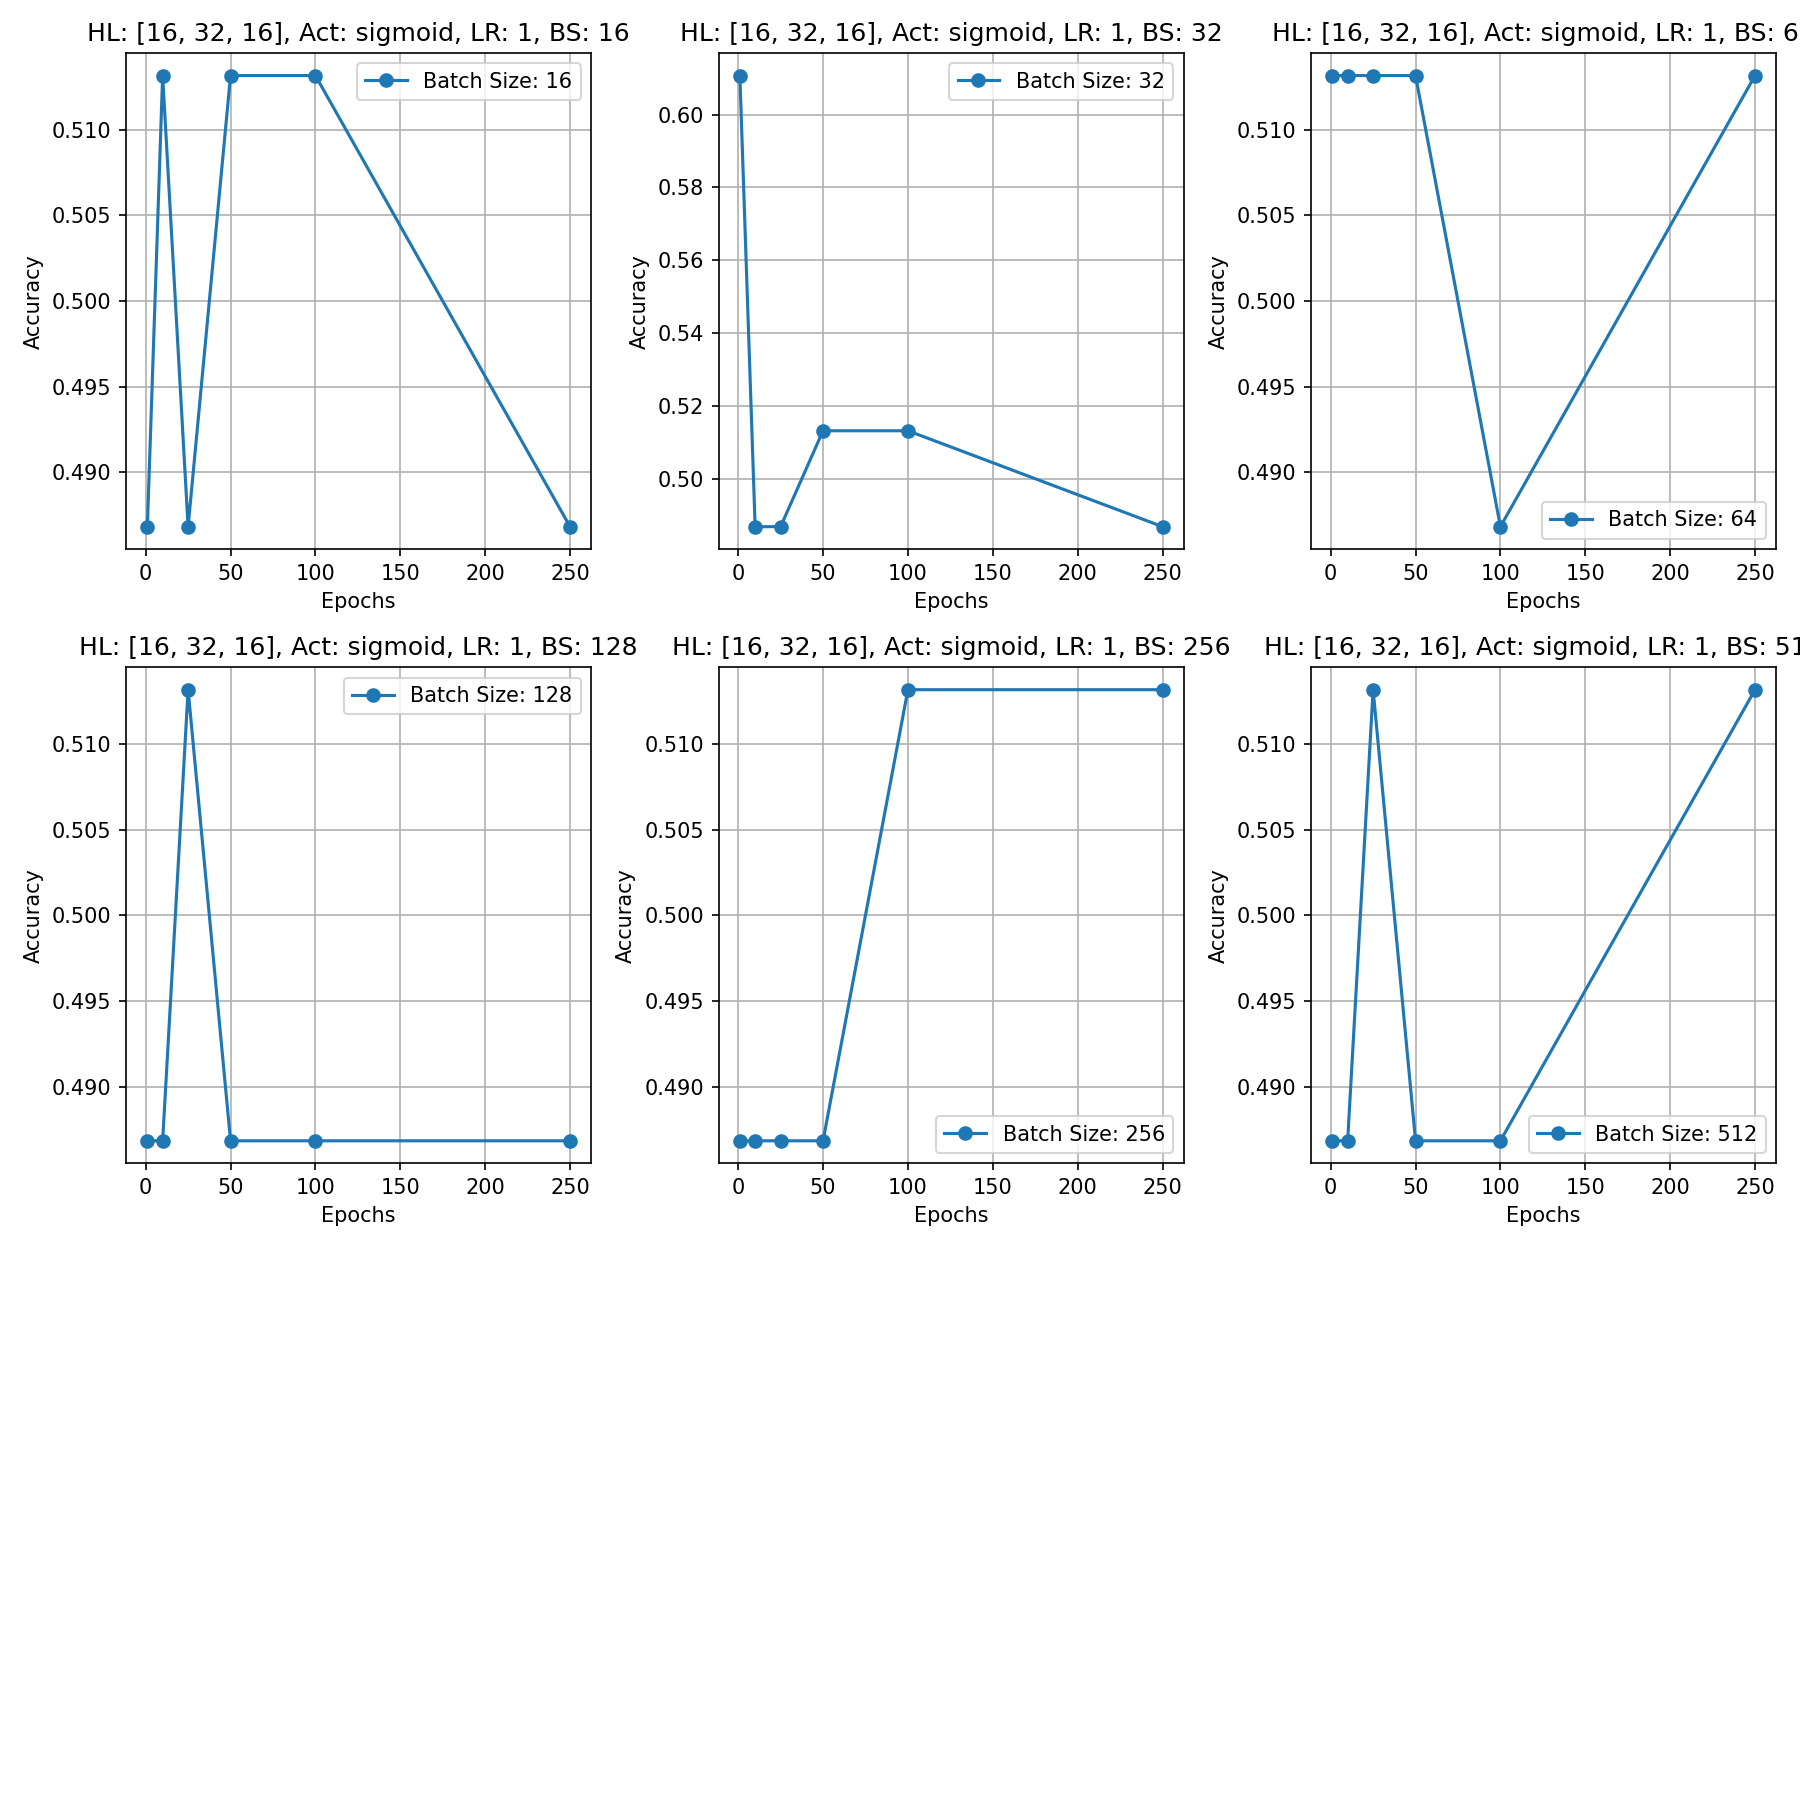 HL: [16, 32, 16], Act: sigmoid, LR: 1, BS: 16
Batch Size: 16
Accuracy
0.510
0.505
0.500
0.495
0.490
0 50 100 150 200 250
Epochs
HL: [16, 32, 16], Act: sigmoid, LR: 1, BS: 32
Batch Size: 32
Accuracy
0.60
0.58
0.56
0.54
0.52
0.50
0 50 100 150 200 250
Epochs
HL: [16, 32, 16], Act: sigmoid, LR: 1, BS: 6
Accuracy
0.510
0.505
0.500
0.495
0.490
Batch Size: 64
0 50 100 150 200 250
Epochs
HL: [16, 32, 16], Act: sigmoid, LR: 1, BS: 128
Batch Size: 128
Accuracy
0.510
0.505
0.500
0.495
0.490
0 50 100 150 200 250
Epochs
HL: [16, 32, 16], Act: sigmoid, LR: 1, BS: 256
Accuracy
0.510
0.505
0.500
0.495
0.490
Batch Size: 256
0 50 100 150 200 250
Epochs
HL: [16, 32, 16], Act: sigmoid, LR: 1, BS: 51
Accuracy
0.510
0.505
0.500
0.495
0.490
Batch Size: 512
0 50 100 150 200 250
Epochs